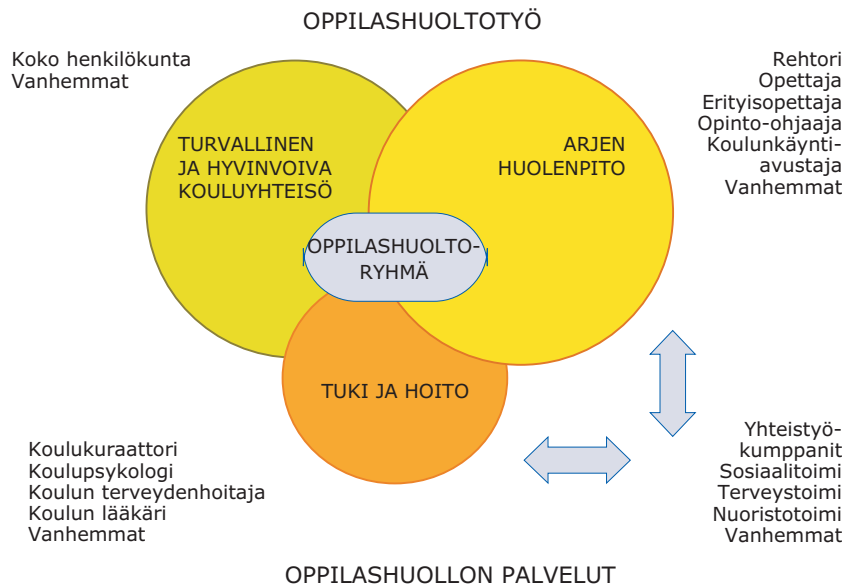 OPPILASHUOLTOTYÖ
Koko henkilökunta
Vanhemmat
Rehtori
Opettaja
Erityisopettaja
Opinto-ohjaaja
Koulunkäynti-
avustaja
Vanhemmat
TURVALLINEN
JA HYVINVOIVA
KOULUYHTEISÖ
ARJEN
HUOLENPITO
OPPILASHUOLTO-
RYHMÄ
TUKI JA HOITO
Koulukuraattori
Koulupsykologi
Koulun terveydenhoitaja
Koulun lääkäri
Vanhemmat
Yhteistyö-
kumppanit
Sosiaalitoimi
Terveystoimi
Nuoristotoimi
Vanhemmat
OPPILASHUOLLON PALVELUT